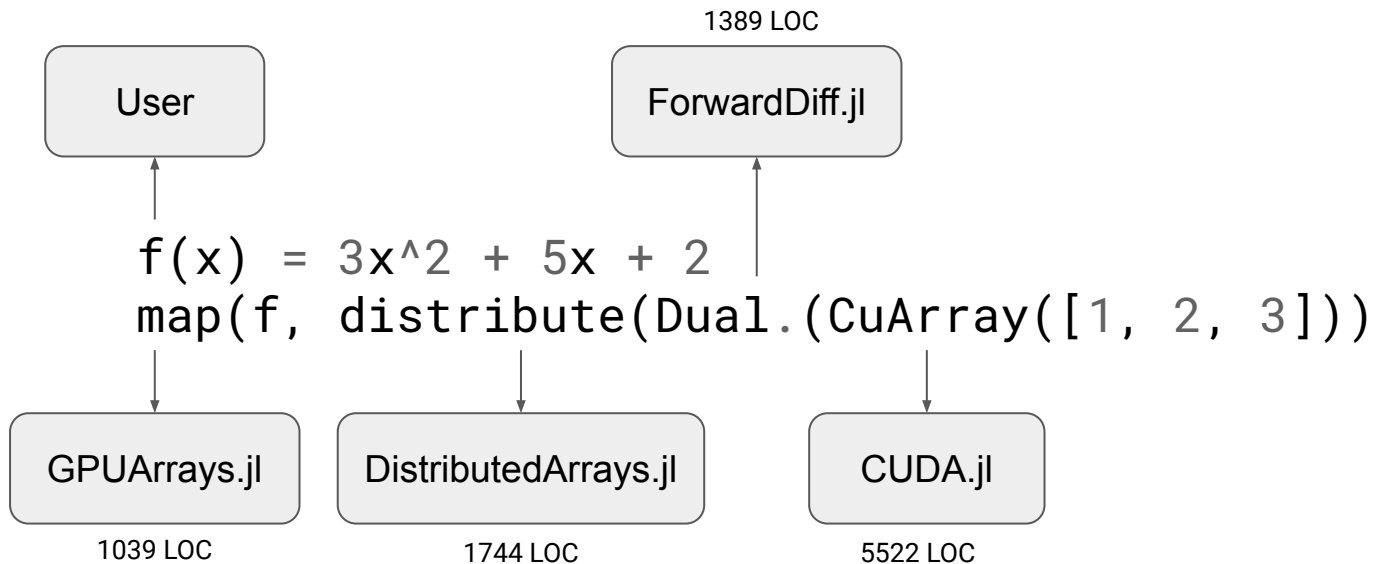 1389 LOC
User
ForwardDiff.jl
f(x) = 3x^2 + 5x + 2
map(f, distribute(Dual.(CuArray([1, 2, 3]))
GPUArrays.jl
DistributedArrays.jl
CUDA.jl
1039 LOC
1744 LOC
5522 LOC